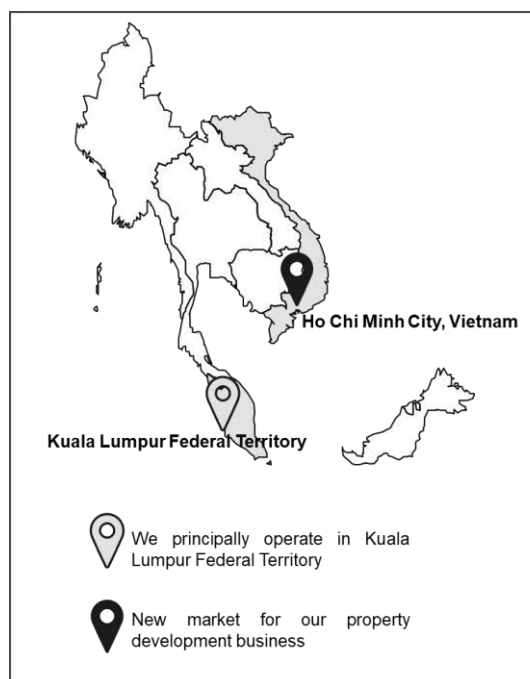 Ho Chi Minh City, Vietnam
Kuala Lumpur Federal Territory
We principally operate in Kuala
Lumpur Federal Territory
New market for our property
development business